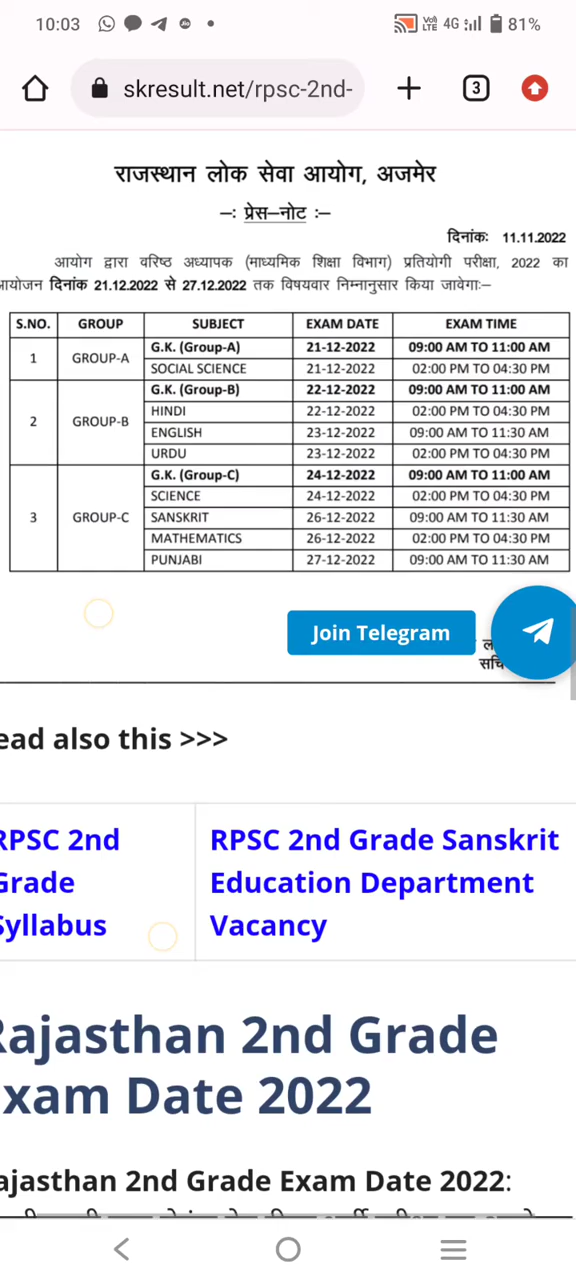 10:03 Jio VoD LTE 4G 81%
skresult.net/rpsc-2nd- 3
राजस्थान लोक सेवा आयोग, अजमेर
–: प्रेस–नोट :–
दिनांकः 11.11.2022
आयोग द्वारा वरिष्ठ अध्यापक (माध्यमिक शिक्षा विभाग) प्रतियोगी परीक्षा, 2022 का
दिनांक 21.12.2022 से 27.12.2022 तक विषयवार निम्नानुसार किया जावेगाः–
S.NO. GROUP SUBJECT EXAM DATE EXAM TIME
1 GROUP-A G.K. (Group-A) 21-12-2022 09:00 AM TO 11:00 AM
SOCIAL SCIENCE 21-12-2022 02:00 PM TO 04:30 PM
2 GROUP-B G.K. (Group-B) 22-12-2022 09:00 AM TO 11:00 AM
HINDI 22-12-2022 02:00 PM TO 04:30 PM
ENGLISH 23-12-2022 09:00 AM TO 11:30 AM
URDU 23-12-2022 02:00 PM TO 04:30 PM
3 GROUP-C G.K. (Group-C) 24-12-2022 09:00 AM TO 11:00 AM
SCIENCE 24-12-2022 02:00 PM TO 04:30 PM
SANSKRIT 26-12-2022 09:00 AM TO 11:30 AM
MATHEMATICS 26-12-2022 02:00 PM TO 04:30 PM
PUNJABI 27-12-2022 09:00 AM TO 11:30 AM
Join Telegram
सचि
ead also this >>>
RPSC 2nd
Grade
Syllabus
RPSC 2nd Grade Sanskrit
Education Department
Vacancy
Rajasthan 2nd Grade
xam Date 2022
ajasthan 2nd Grade Exam Date 2022: